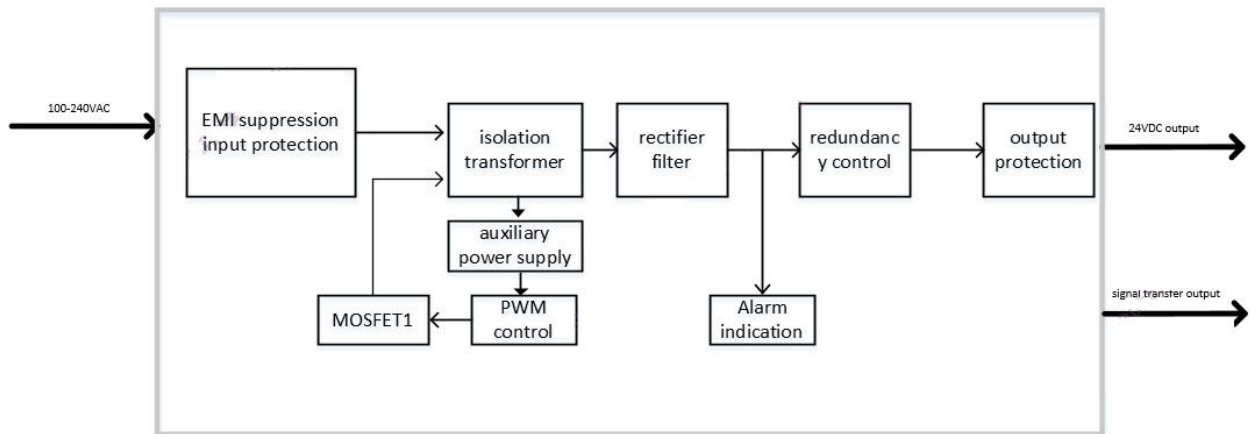 100-240VAC
EMI suppression
input protection
isolation
transformer
rectifier
filter
redundanc
y control
output
protection
24VDC output
auxiliary
power supply
MOSFET1
PWM
control
Alarm
indication
signal transfer output